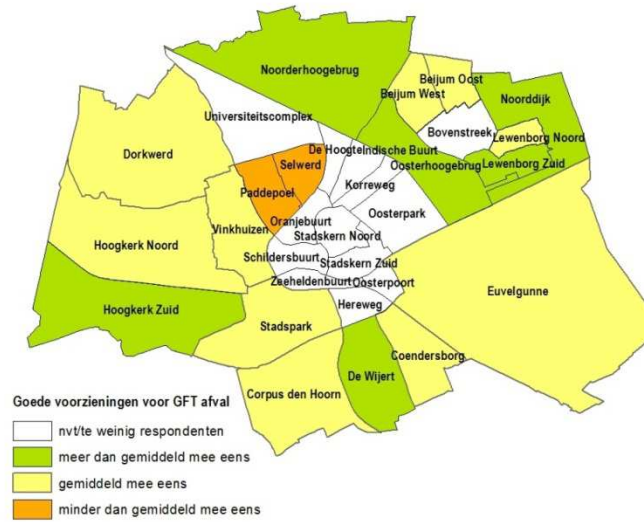 Noorderhoogebrug
Beijum Oost
Beijum West
Noorddijk
Universiteitscomplex
Bovenstreek
Lewenborg Noord
Dorkwerd
De Hoogte
Indische Buurt
Selwerd
Oosterhoogebrug
Lewenborg Zuid
Paddepoel
Korreweg
Oosterpark
Oranjebuurt
Vinkhuizen
Stadskern Noord
Hoogkerk Noord
Schildersbuurt
Stadskern Zuid
Zeeheldenbuurt
Oosterpoort
Euvelgunne
Hoogkerk Zuid
Hereweg
Stadspark
Coendersborg
De Wijert
Corpus den Hoorn
Goede voorzieningen voor GFT afval
nvt/te weinig respondenten
meer dan gemiddeld mee eens
gemiddeld mee eens
minder dan gemiddeld mee eens